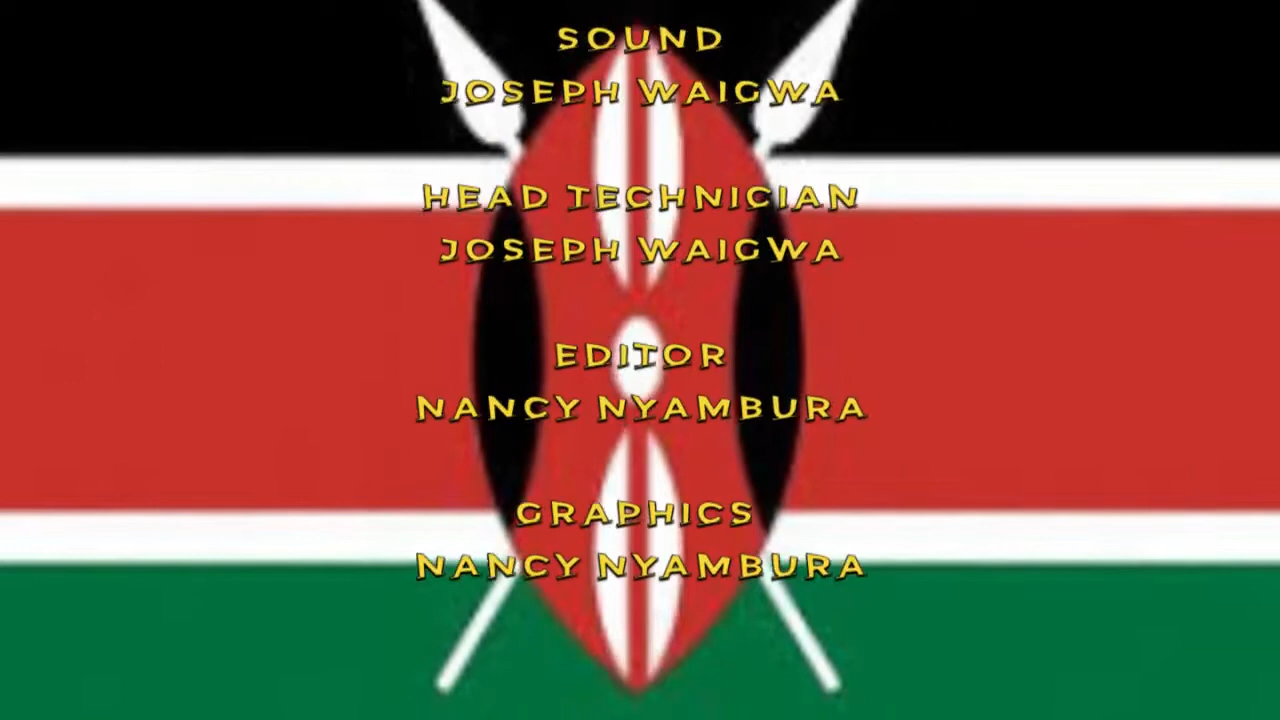 SOUND
JOSEPH WAIGWA
HEAD TECHNICIAN
JOSEPH WAIGWA
EDITOR
NANCY NYAMBURA
GRAPHICS
NANCY NYAMBURA